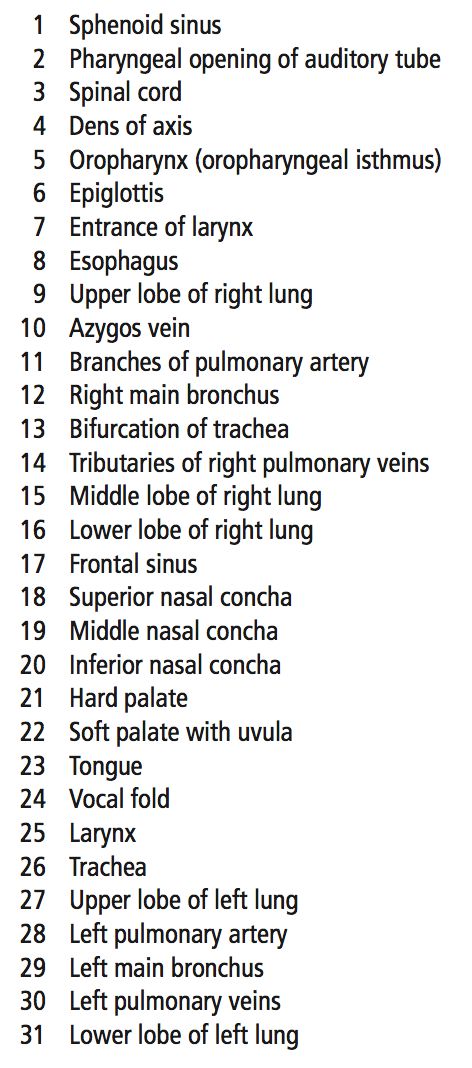 1 Sphenoid sinus
2 Pharyngeal opening of auditory tube
3 Spinal cord
4 Dens of axis
5 Oropharynx (oropharyngeal isthmus)
6 Epiglottis
7 Entrance of larynx
8 Esophagus
9 Upper lobe of right lung
10 Azygos vein
11 Branches of pulmonary artery
12 Right main bronchus
13 Bifurcation of trachea
14 Tributaries of right pulmonary veins
15 Middle lobe of right lung
16 Lower lobe of right lung
17 Frontal sinus
18 Superior nasal concha
19 Middle nasal concha
20 Inferior nasal concha
21 Hard palate
22 Soft palate with uvula
23 Tongue
24 Vocal fold
25 Larynx
26 Trachea
27 Upper lobe of left lung
28 Left pulmonary artery
29 Left main bronchus
30 Left pulmonary veins
31 Lower lobe of left lung